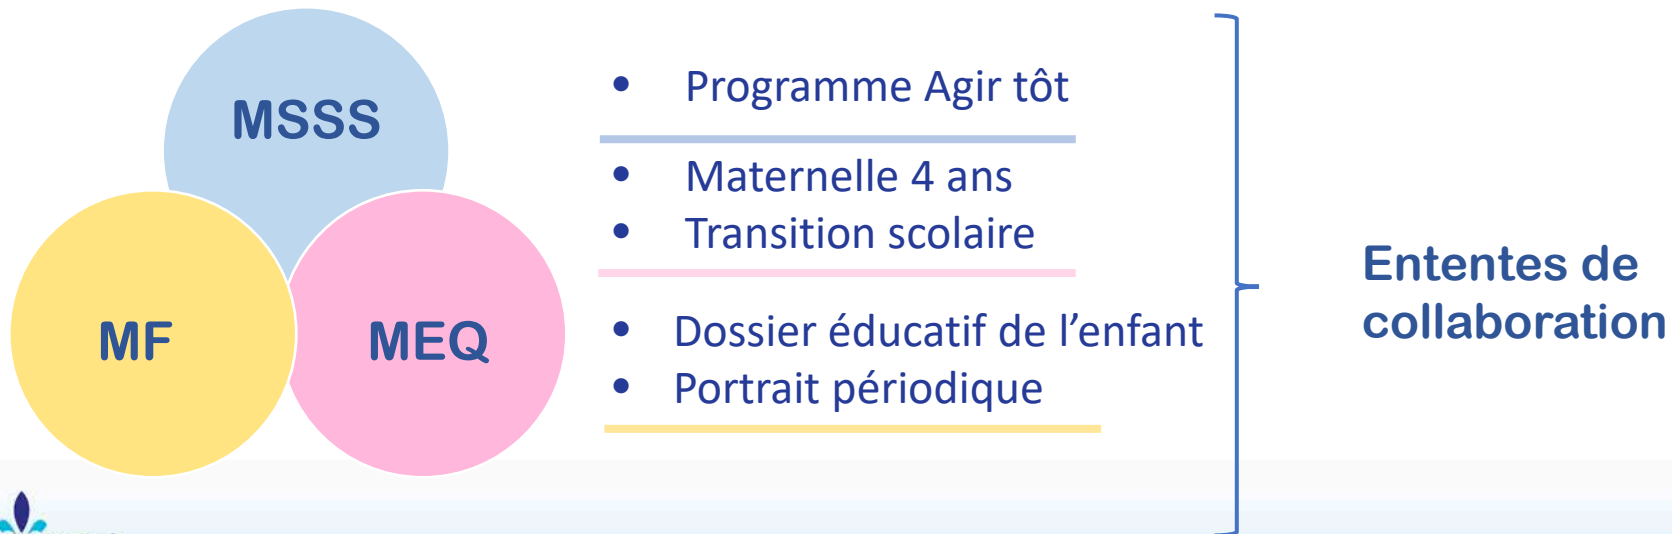 MSSS
MF
MEQ
• Programme Agir tôt
• Maternelle 4 ans
• Transition scolaire
• Dossier éducatif de l’enfant
• Portrait périodique
Ententes de
collaboration